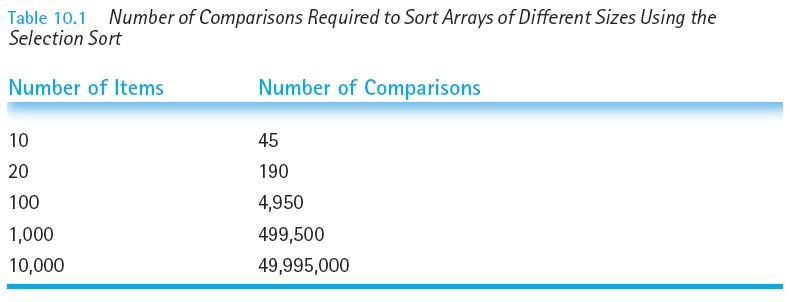 Table 10.1 Number of Comparisons Required to Sort Arrays of Different Sizes Using the
Selection Sort
Number of Items Number of Comparisons
10 45
20 190
100 4,950
1,000 499,500
10,000 49,995,000